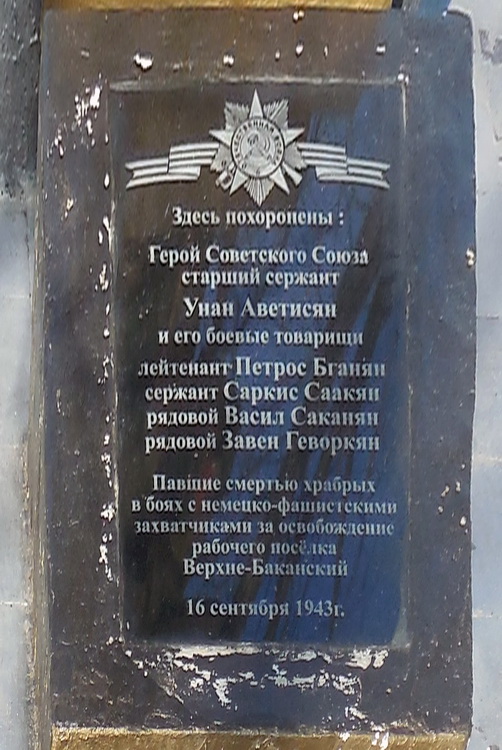 ОТЕЧЕСТВЕННАЯ ВОЙНА
Здесь похоронены :
Герой Советского Союза
старший сержант
Унан Аветисян
и его боевые товарищи
лейтенант Петрос Бганян
сержант Саркис Саакян
рядовой Васил Саканян
рядовой Завен Геворкян
Павшие смертью храбрых
в боях с немецко-фашистскими
захватчиками за освобождение
рабочего посёлка
Верхне-Баканский
16 сентября 1943г.